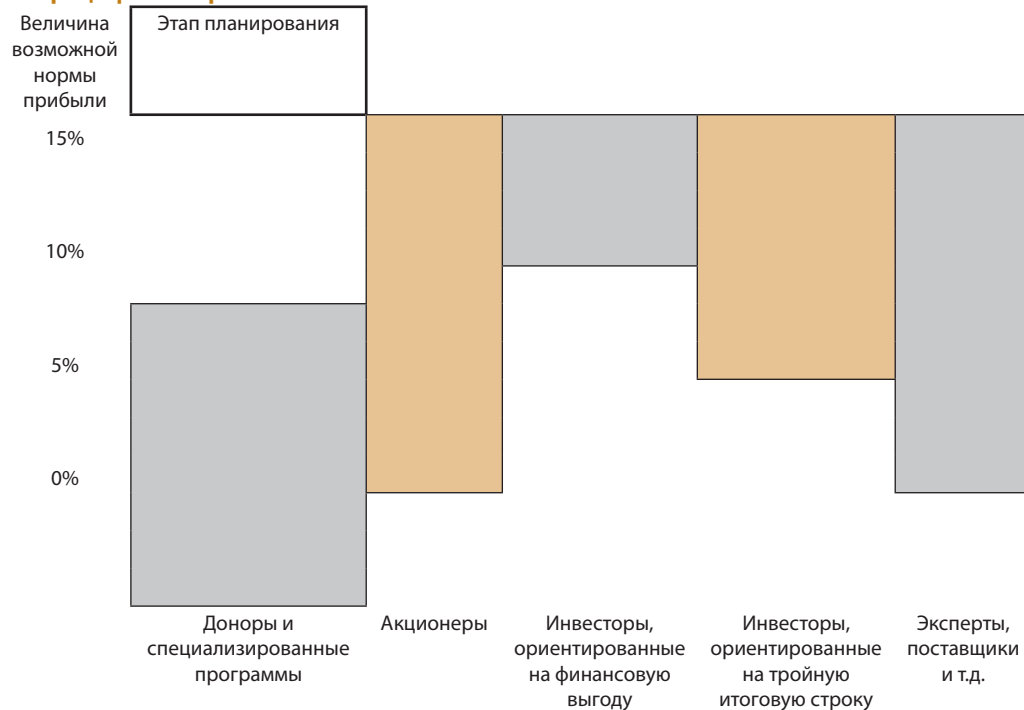 Величина
возможной
нормы
прибыли
Этап планирования
15%
10%
5%
0%
Доноры и
специализированные
программы
Акционеры
Инвесторы,
ориентированные
на финансовую
выгоду
Инвесторы,
ориентированные
на тройную
итоговую строку
Эксперты,
поставщики
и т.д.